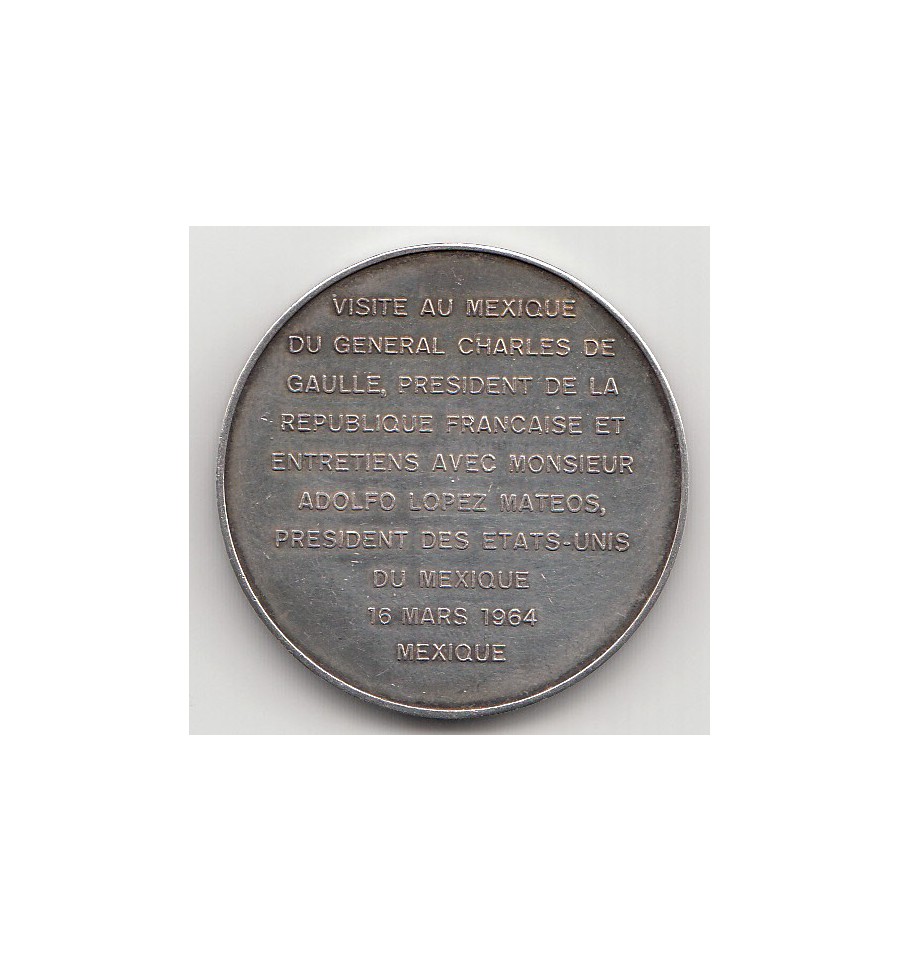 VISITE AU MEXIQUE
DU GENERAL CHARLES DE
GAULLE, PRESIDENT DE LA
REPUBLIQUE FRANCAISE ET
ENTRETIENS AVEC MONSIEUR
ADOLFO LOPEZ MATEOS,
PRESIDENT DES ETATS-UNIS
DU MEXIQUE
16 MARS 1964
MEXIQUE